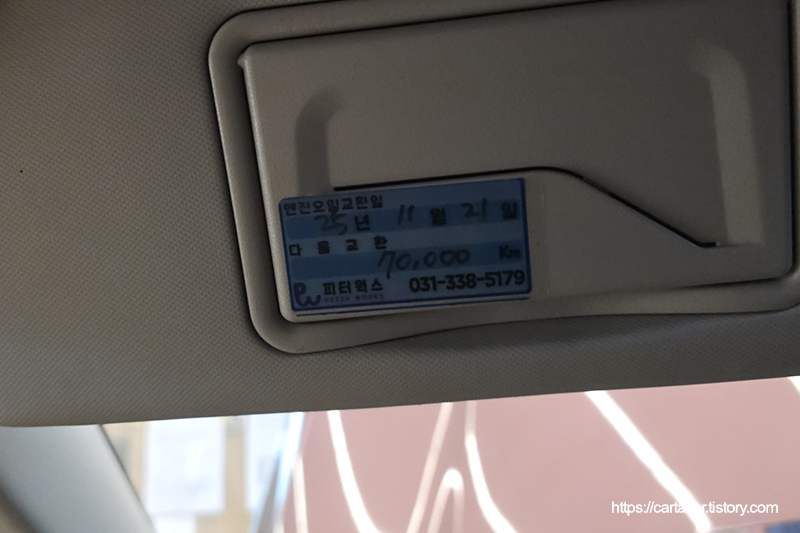 엔진오일교환일
25년 11월 21일
다음교환
70,000 Km
피터웍스 031-338-5179
PETER WORKS
https://cartailor.tistory.com